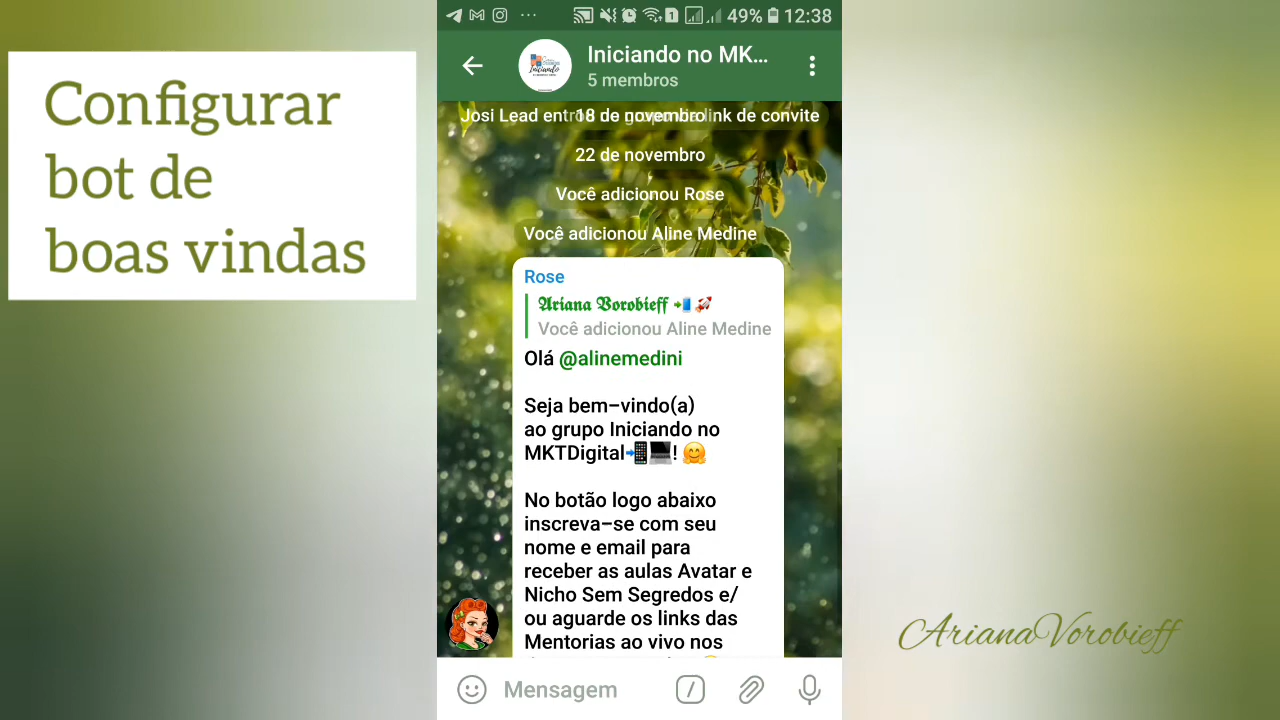 Configurar
bot de
boas vindas
49% 12:38
Iniciando no MK...
5 membros
18 de novembro
22 de novembro
Você adicionou Rose
Você adicionou Aline Medine
Rose
𝕬𝖗𝖎𝖆𝖓𝖆 𝖁𝖔𝖗𝖔𝖇𝖎𝖊𝖋𝖋 📲🚀
Você adicionou Aline Medine
Olá @alinemedini
Seja bem-vindo(a)
ao grupo Iniciando no
MKTDigital📲💻! 🤗
No botão logo abaixo
inscreva-se com seu
nome e email para
receber as aulas Avatar e
Nicho Sem Segredos e/
ou aguarde os links das
Mentorias ao vivo nos
Mensagem
ArianaVorobieff